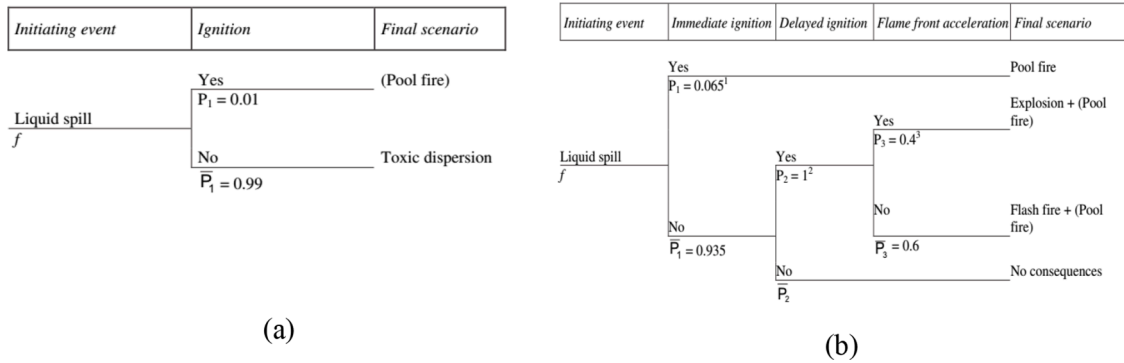 Initiating event Ignition Final scenario
Yes (Pool fire)
P₁ = 0.01
Liquid spill
f
No Toxic dispersion
P̅₁ = 0.99
(a)
Initiating event Immediate ignition Delayed ignition Flame front acceleration Final scenario
Yes Pool fire
P₁ = 0.065¹
Explosion + (Pool
Yes fire)
P₃ = 0.4³
Liquid spill Yes
f P₂ = 1²
No Flash fire + (Pool
No fire)
P̅₁ = 0.935 P̅₃ = 0.6
No No consequences
P̅₂
(b)